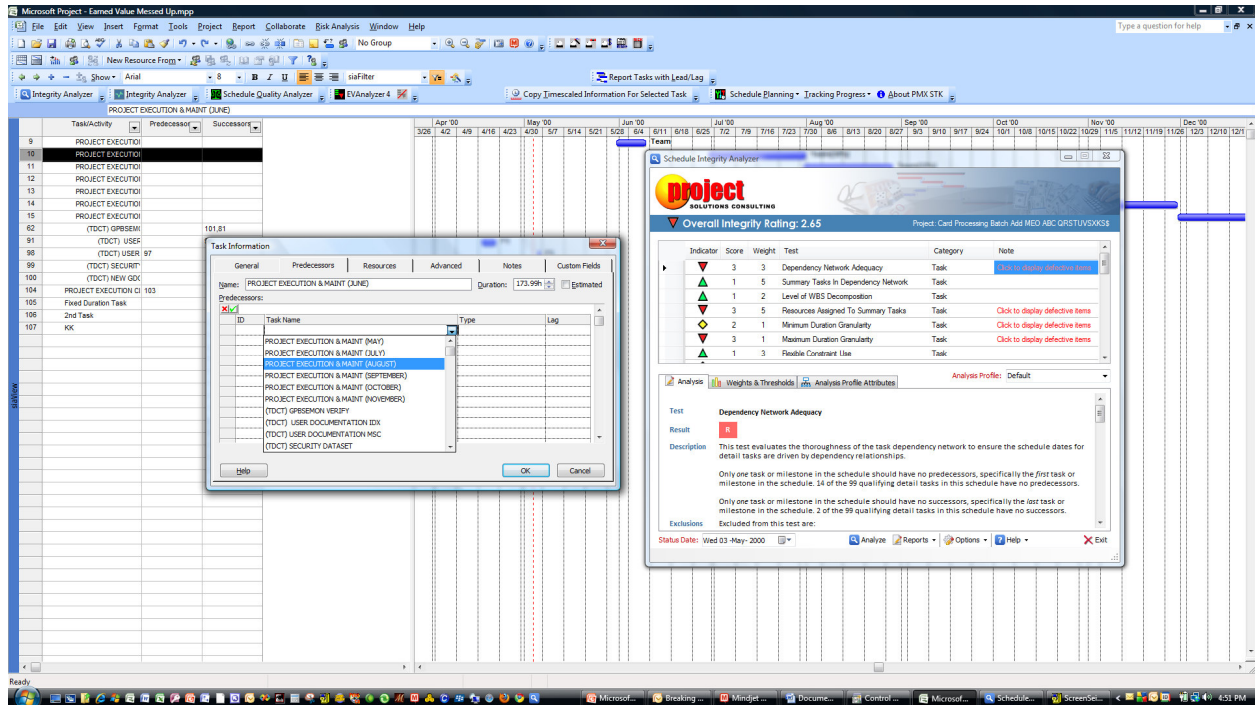 Microsoft Project - Earned Value Messed Up.mpp
File Edit View Insert Format Tools Project Report Collaborate Risk Analysis Window Help
Type a question for help
No Group
New Resource From
Show Arial 8 B I U siaFilter
Report Tasks with Lead/Lag
Integrity Analyzer Integrity Analyzer Schedule Quality Analyzer EVAnalyzer 4 Copy Timescaled Information For Selected Task Schedule Planning Tracking Progress About PMX STK
PROJECT EXECUTION & MAINT (JUNE)
Task/Activity Predecessor Successors
Apr '00 May '00 Jun '00 Jul '00 Aug '00 Sep '00 Oct '00 Nov '00 Dec '00
3/26 4/2 4/9 4/16 4/23 4/30 5/7 5/14 5/21 5/28 6/4 6/11 6/18 6/25 7/2 7/9 7/16 7/23 7/30 8/6 8/13 8/20 8/27 9/3 9/10 9/17 9/24 10/1 10/8 10/15 10/22 10/29 11/5 11/12 11/19 11/26 12/3 12/10 12/1
9 PROJECT EXECUTIO
Team
10 PROJECT EXECUTIO
11 PROJECT EXECUTIO
12 PROJECT EXECUTIO
13 PROJECT EXECUTIO
14 PROJECT EXECUTIO
15 PROJECT EXECUTIO
62 (TDCT) GPBSEM 101,81
91 (TDCT) USER
98 (TDCT) USER 97
99 (TDCT) SECURIT
100 (TDCT) NEW GD
104 PROJECT EXECUTION C 103
105 Fixed Duration Task
106 2nd Task
107 KK
siaView
Task Information
General Predecessors Resources Advanced Notes Custom Fields
Name: PROJECT EXECUTION & MAINT (JUNE) Duration: 173.99h Estimated
Predecessors:
ID Task Name Type Lag
PROJECT EXECUTION & MAINT (MAY)
PROJECT EXECUTION & MAINT (JULY)
PROJECT EXECUTION & MAINT (AUGUST)
PROJECT EXECUTION & MAINT (SEPTEMBER)
PROJECT EXECUTION & MAINT (OCTOBER)
PROJECT EXECUTION & MAINT (NOVEMBER)
(TDCT) GPBSEMON VERIFY
(TDCT) USER DOCUMENTATION IDX
(TDCT) USER DOCUMENTATION MSC
(TDCT) SECURITY DATASET
Help OK Cancel
Schedule Integrity Analyzer
project
SOLUTIONS CONSULTING
Overall Integrity Rating: 2.65 Project: Card Processing Batch Add MEO ABC QRSTUVSXKS$
Indicator Score Weight Test Category Note
3 3 Dependency Network Adequacy Task Click to display defective items
1 5 Summary Tasks In Dependency Network Task
1 2 Level of WBS Decomposition Task
3 5 Resources Assigned To Summary Tasks Task Click to display defective items
2 1 Minimum Duration Granularity Task Click to display defective items
3 1 Maximum Duration Granularity Task Click to display defective items
1 3 Flexible Constraint Use Task
Analysis Weights & Thresholds Analysis Profile Attributes Analysis Profile: Default
Test Dependency Network Adequacy
Result R
Description This test evaluates the thoroughness of the task dependency network to ensure the schedule dates for
detail tasks are driven by dependency relationships.
Only one task or milestone in the schedule should have no predecessors, specifically the first task or
milestone in the schedule. 14 of the 99 qualifying detail tasks in this schedule have no predecessors.
Only one task or milestone in the schedule should have no successors, specifically the last task or
milestone in the schedule. 2 of the 99 qualifying detail tasks in this schedule have no successors.
Exclusions Excluded from this test are:
Status Date: Wed 03 -May- 2000 Analyze Reports Options Help Exit
Ready
Microsof... Breaking ... Mindjet ... Docume... Control ... Microsof... Schedule... ScreenSei... 4:51 PM